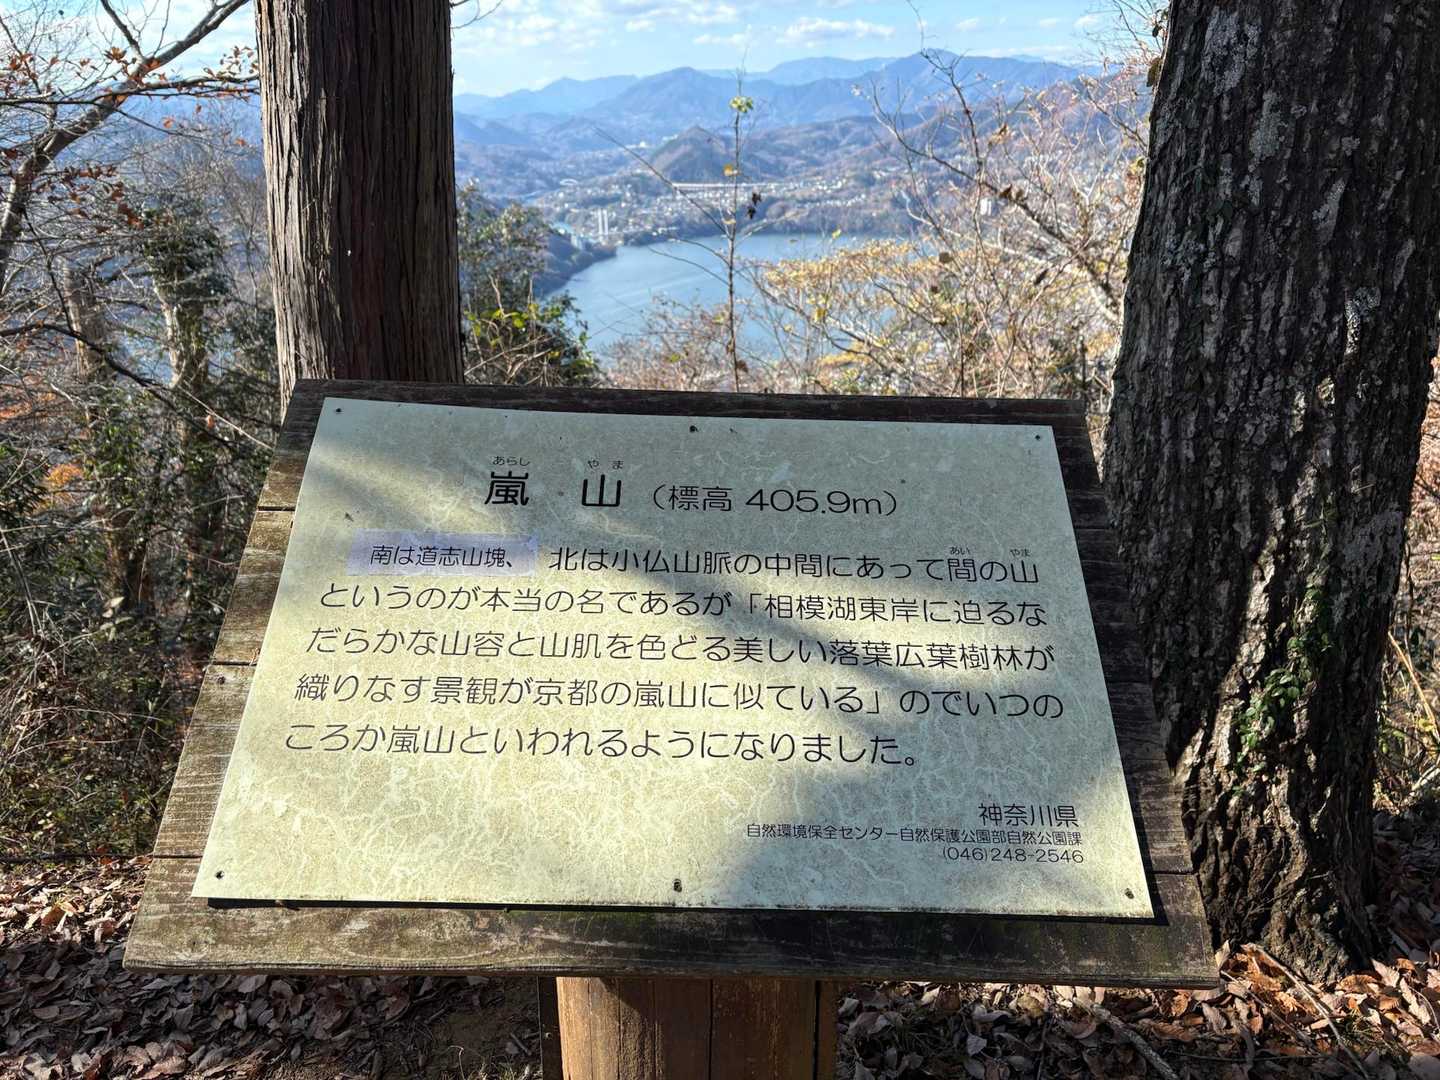 あらし やま
嵐 山 (標高 405.9m)
あい やま
南は道志山塊、 北は小仏山脈の中間にあって間の山
というのが本当の名であるが「相模湖東岸に迫るな
だらかな山容と山肌を色どる美しい落葉広葉樹林が
織りなす景観が京都の嵐山に似ている」のでいつの
ころか嵐山といわれるようになりました。
神奈川県
自然環境保全センター自然保護公園部自然公園課
(046)248-2546